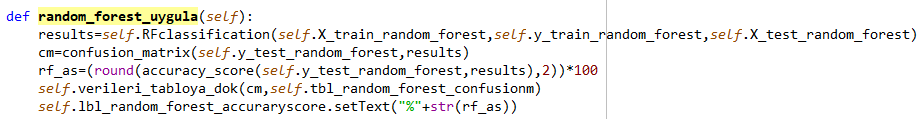 def random_forest_uygula(self):
results=self.RFclassification(self.X_train_random_forest,self.y_train_random_forest,self.X_test_random_forest)
cm=confusion_matrix(self.y_test_random_forest,results)
rf_as=(round(accuracy_score(self.y_test_random_forest,results),2))*100
self.verileri_tabloya_dok(cm,self.tbl_random_forest_confusionm)
self.lbl_random_forest_accuraryscore.setText("%"+str(rf_as))